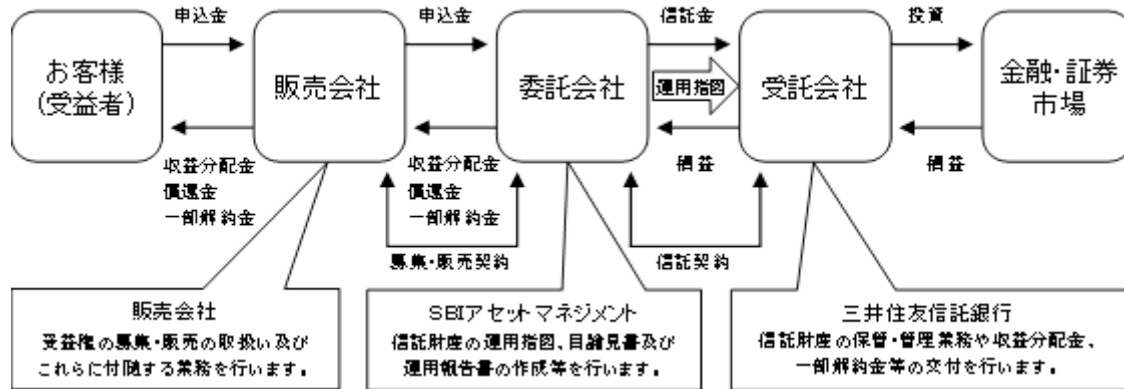 申込金
申込金
信託金
投資
お客様
(受益者)
販売会社
委託会社
運用指図
受託会社
金融・証券
市場
収益分配金
償還金
一部解約金
収益分配金
償還金
一部解約金
損益
損益
募集・販売契約
信託契約
販売会社
受益権の募集・販売の取扱い及び
これらに付随する業務を行います。
SBIアセットマネジメント
信託財産の運用指図、目論見書及び
運用報告書の作成等を行います。
三井住友信託銀行
信託財産の保管・管理業務や収益分配金、
一部解約金等の交付を行います。